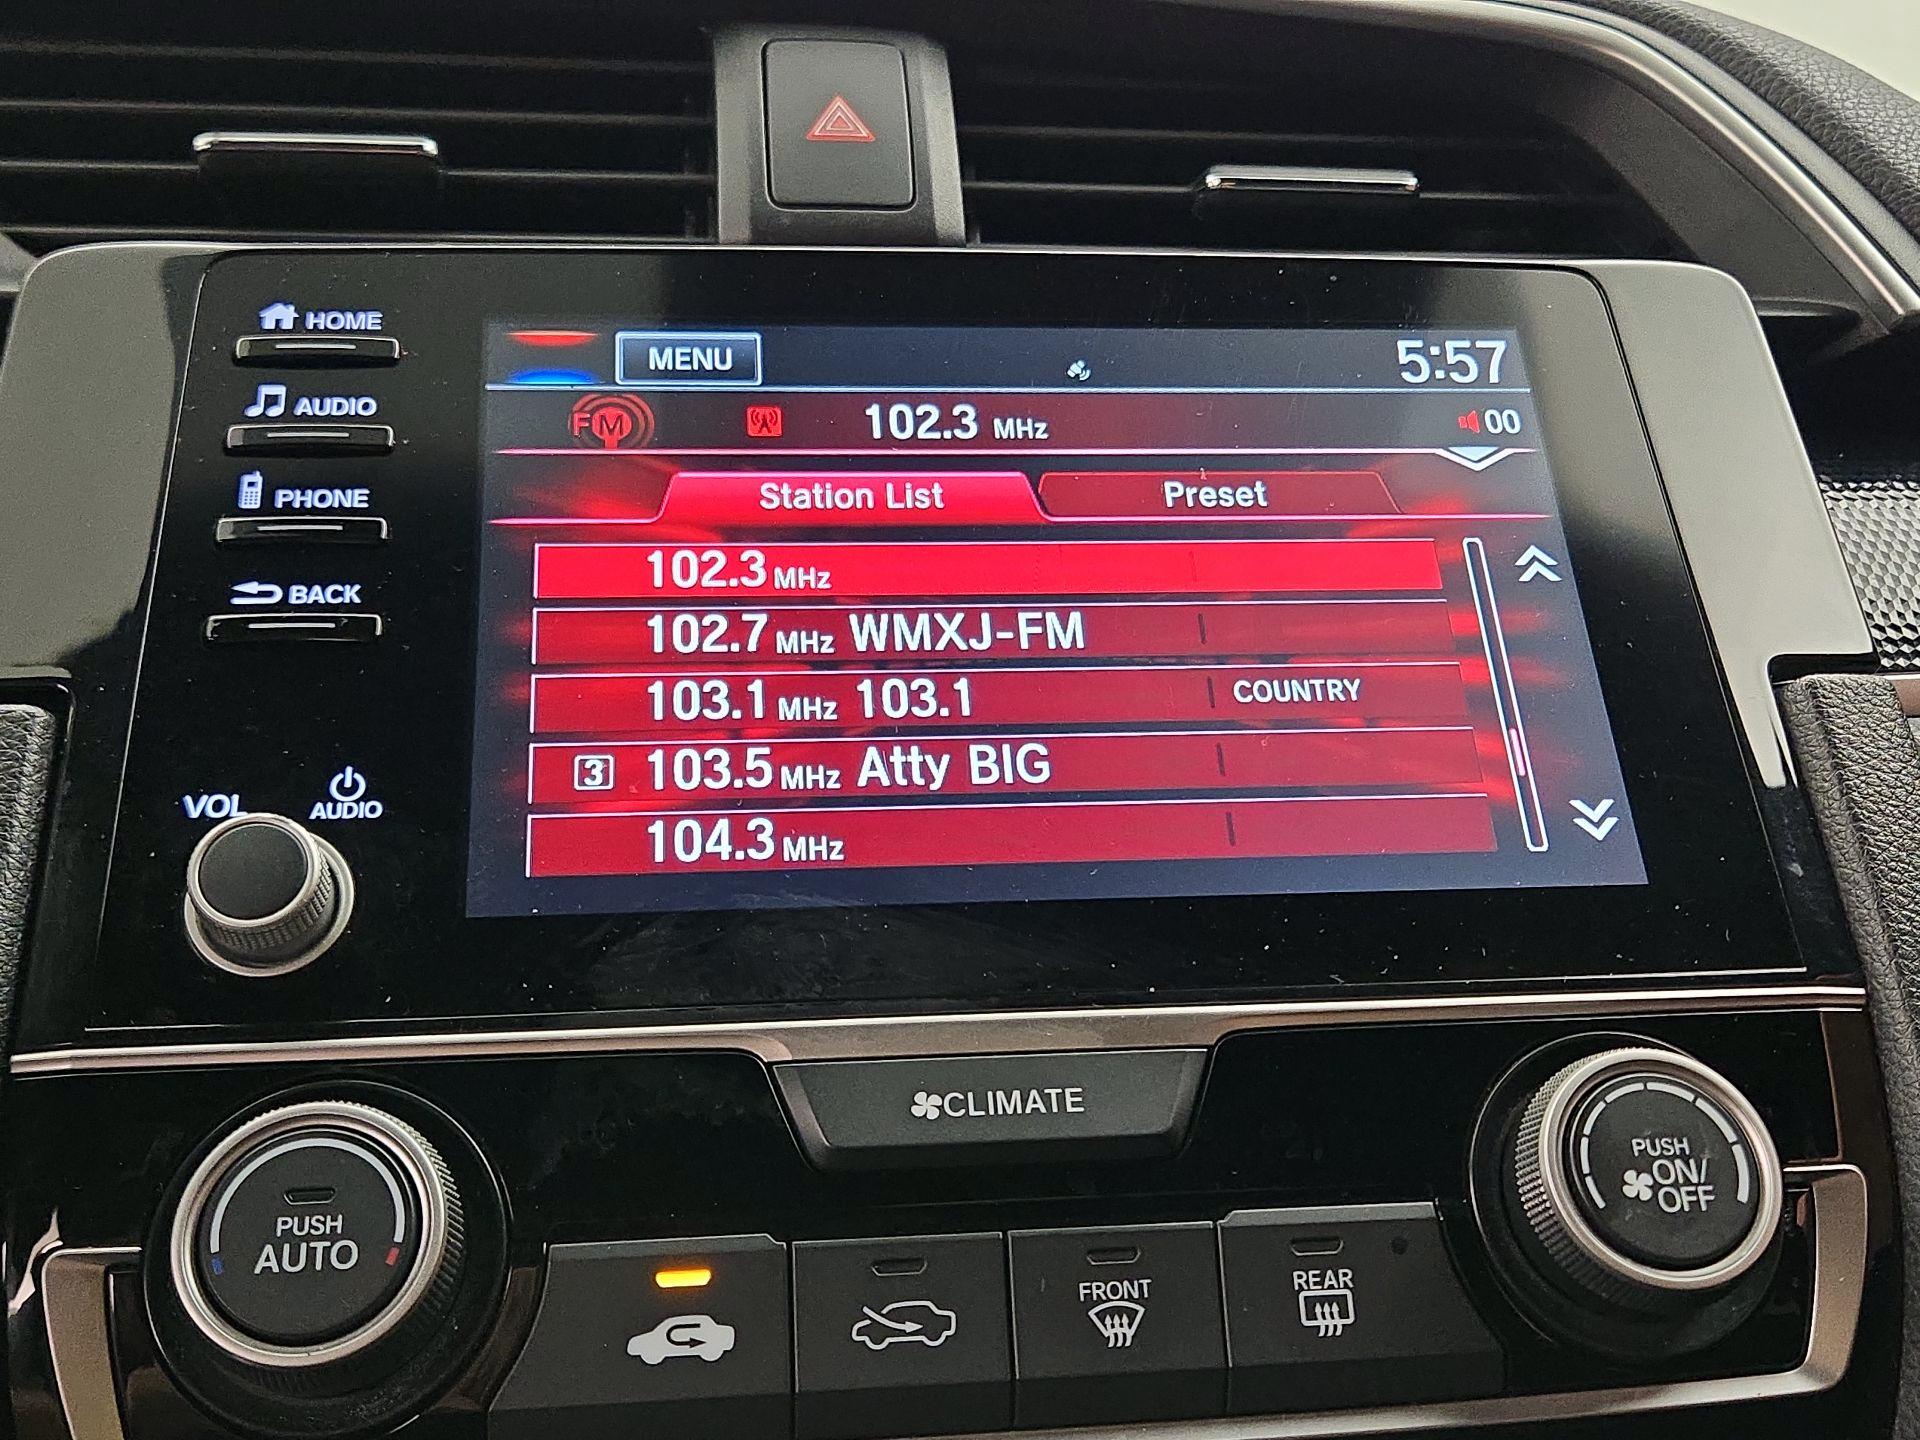 HOME
MENU
5:57
AUDIO
FM
102.3 MHz
00
PHONE
Station List
Preset
BACK
102.3 MHz
102.7 MHz WMXJ-FM
103.1 MHz 103.1 COUNTRY
3 103.5 MHz Atty BIG
104.3 MHz
VOL
AUDIO
CLIMATE
PUSH
AUTO
PUSH
ON/
OFF
FRONT
REAR